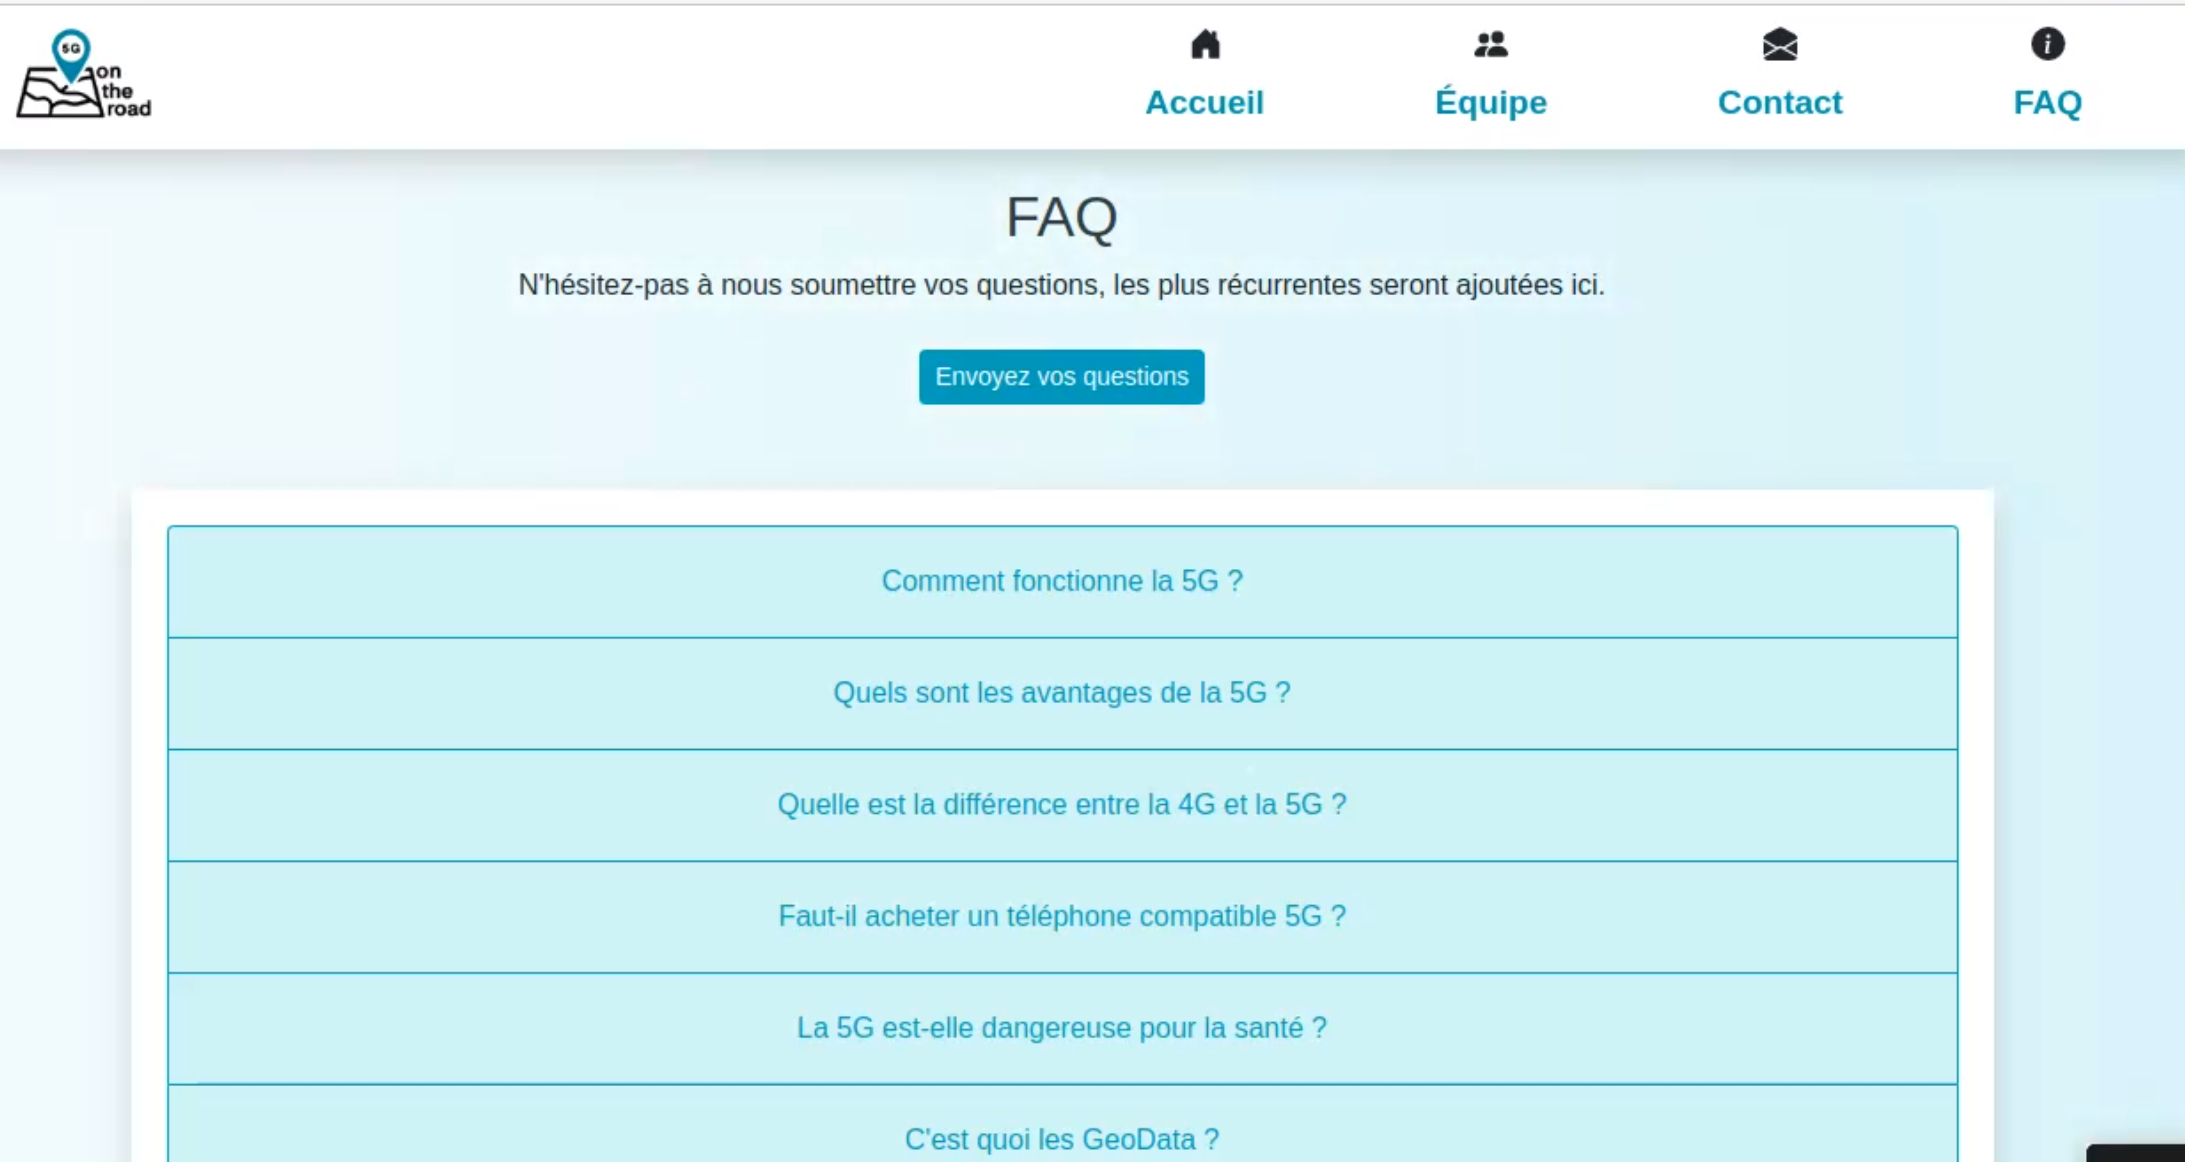 5G
on
the
road
Accueil
Équipe
Contact
FAQ
FAQ
N'hésitez-pas à nous soumettre vos questions, les plus récurrentes seront ajoutées ici.
Envoyez vos questions
Comment fonctionne la 5G ?
Quels sont les avantages de la 5G ?
Quelle est la différence entre la 4G et la 5G ?
Faut-il acheter un téléphone compatible 5G ?
La 5G est-elle dangereuse pour la santé ?
C'est quoi les GeoData ?